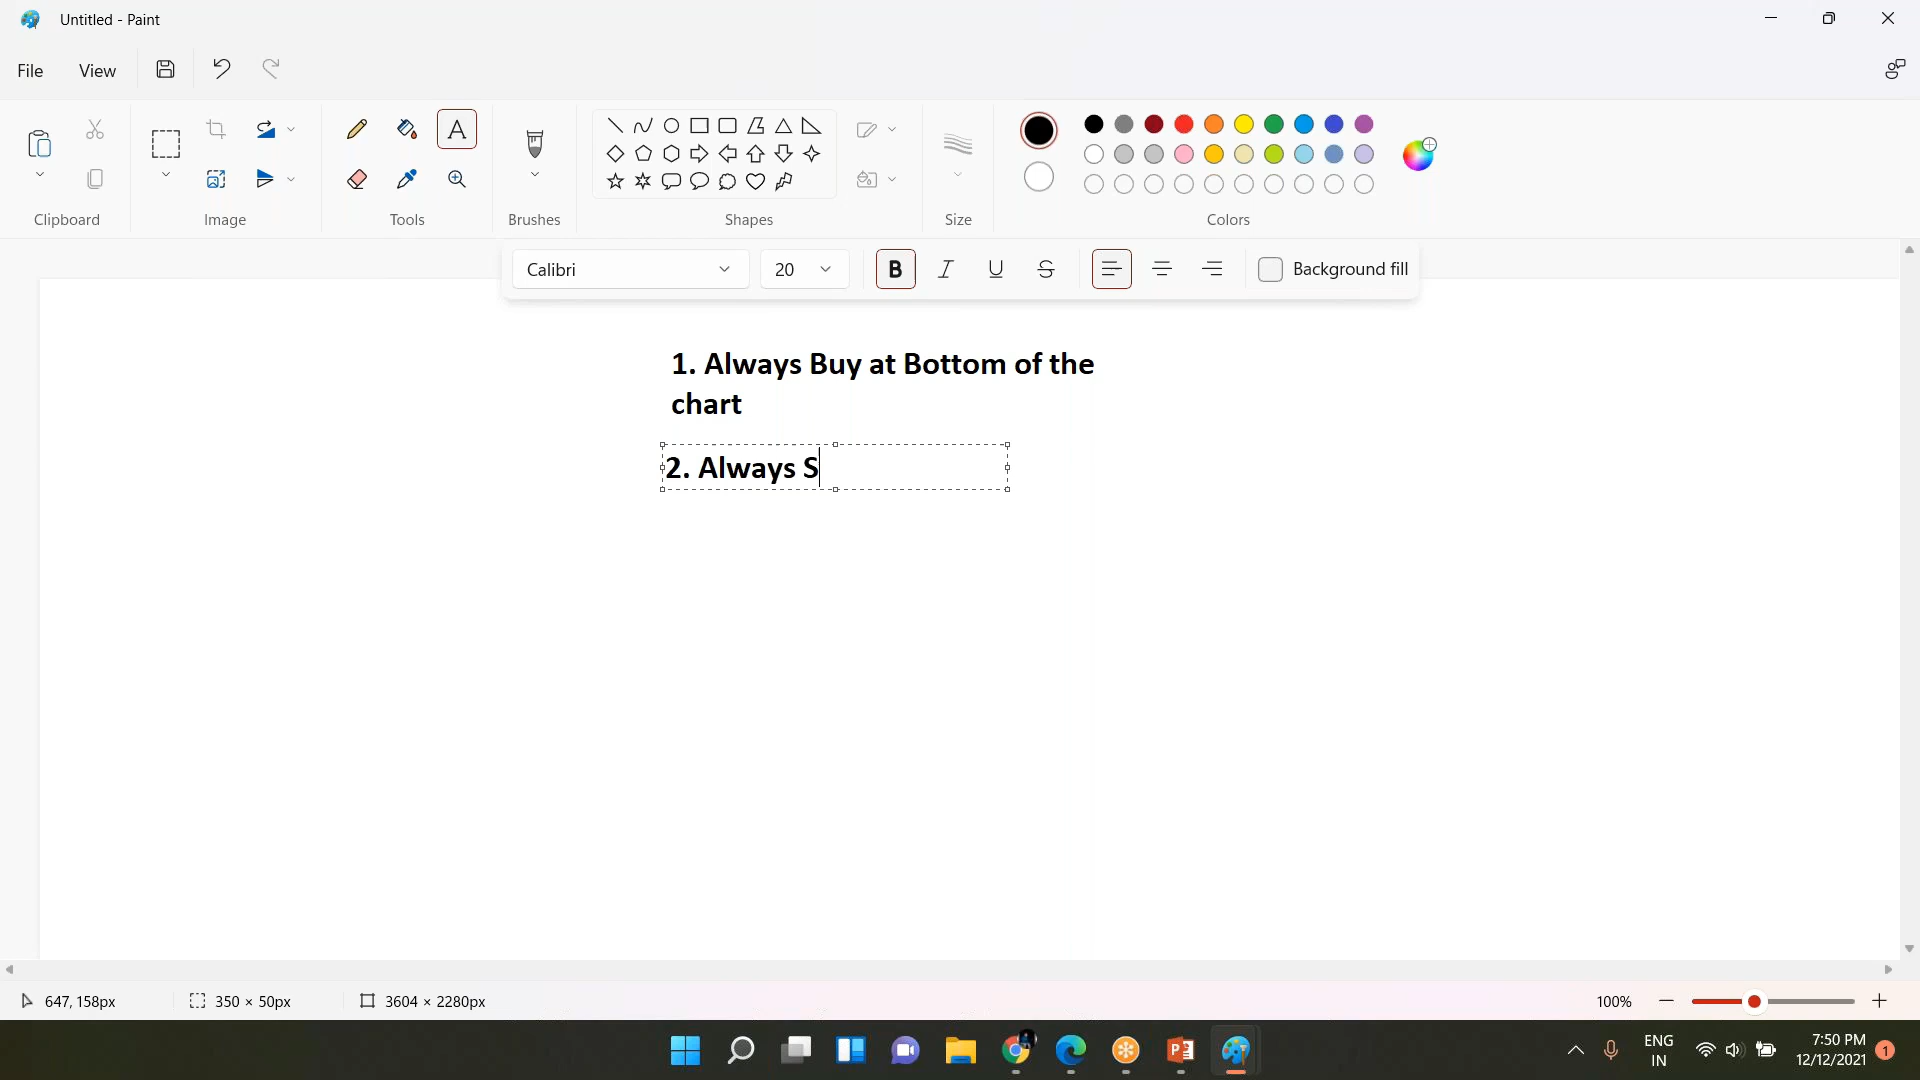 Untitled - Paint
File View
Clipboard
Image
Tools
Brushes
Shapes
Size
Colors
Calibri 20 B I U S Background fill
1. Always Buy at Bottom of the
chart
2. Always S
647, 158px 350 × 50px 3604 × 2280px 100%
ENG
IN
7:50 PM
12/12/2021
1